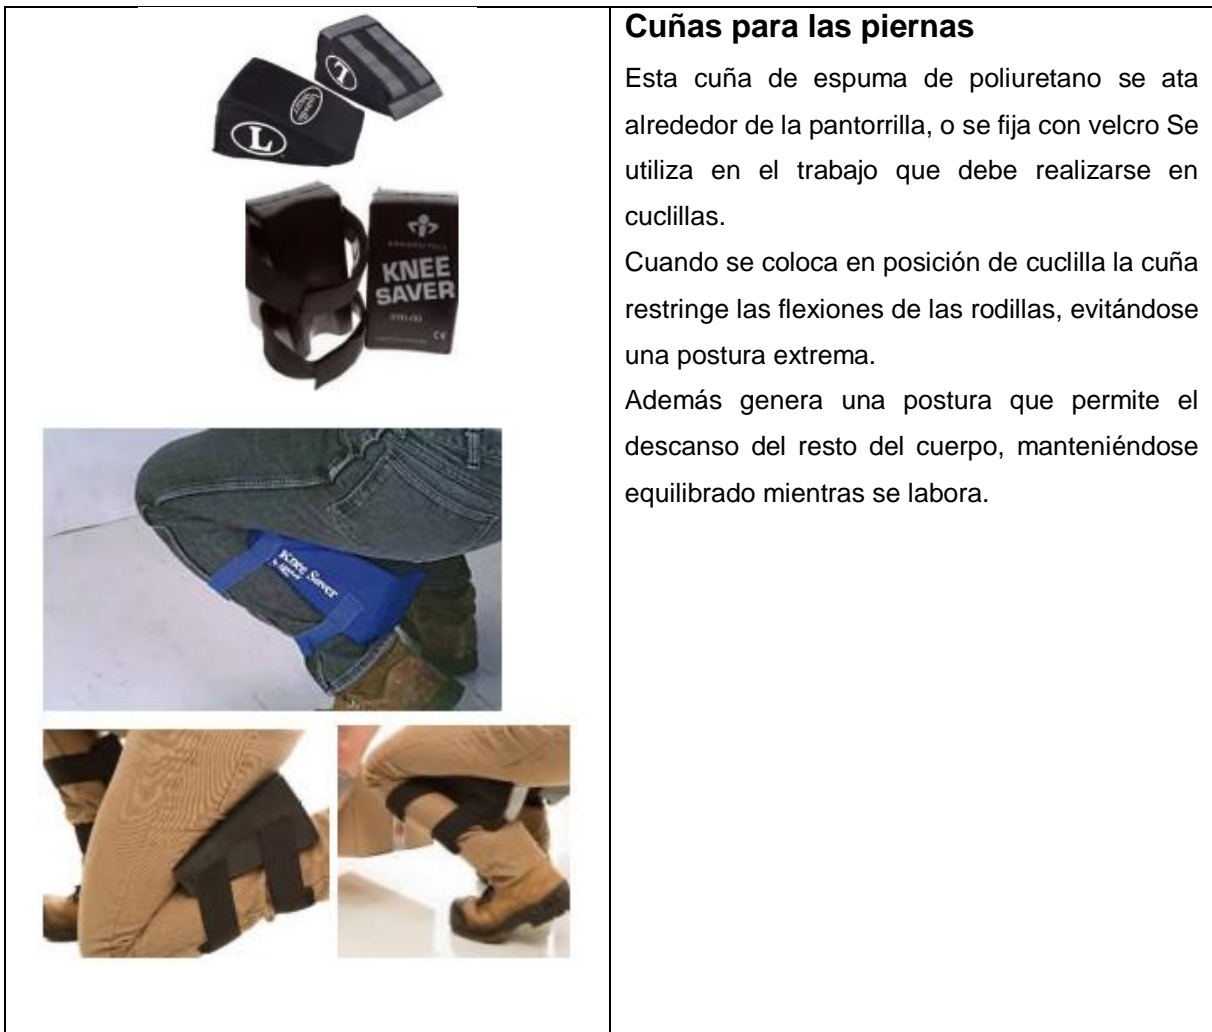 L
L
KNEE
SAVER
Knee Saver
Cuñas para las piernas
Esta cuña de espuma de poliuretano se ata
alrededor de la pantorrilla, o se fija con velcro Se
utiliza en el trabajo que debe realizarse en
cuclillas.
Cuando se coloca en posición de cuclilla la cuña
restringe las flexiones de las rodillas, evitándose
una postura extrema.
Además genera una postura que permite el
descanso del resto del cuerpo, manteniéndose
equilibrado mientras se labora.